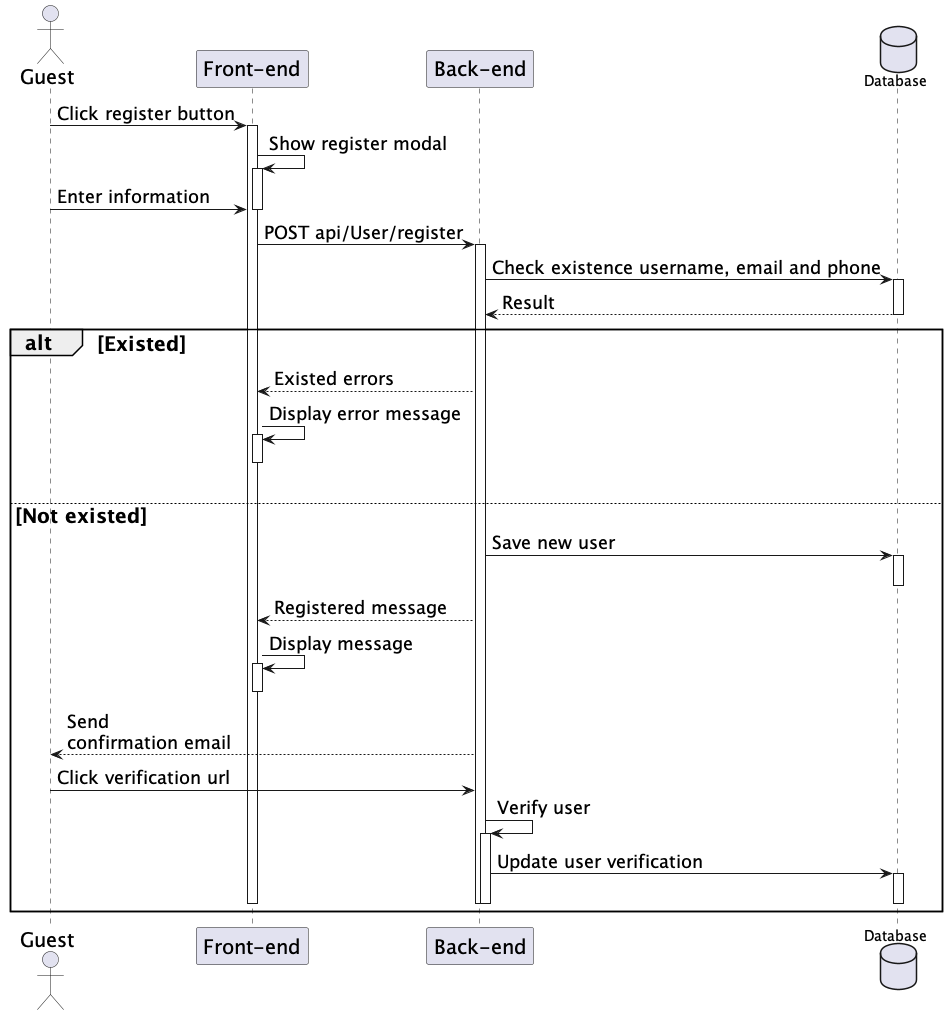 Guest
Front-end
Back-end
Database
Click register button
Show register modal
Enter information
POST api/User/register
Check existence username, email and phone
Result
alt
[Existed]
Existed errors
Display error message
[Not existed]
Save new user
Registered message
Display message
Send
confirmation email
Click verification url
Verify user
Update user verification
Guest
Front-end
Back-end
Database